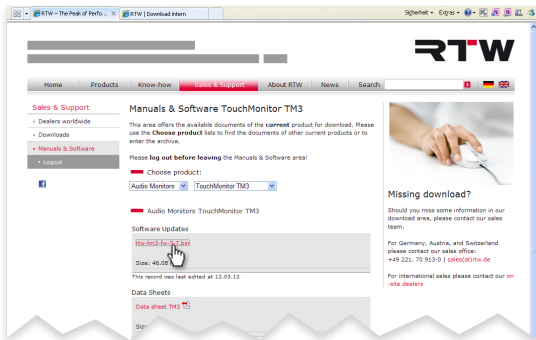 RTW – The Peak of Perfo...
RTW | Download intern
Sicherheit
Extras
RTW
Home
Products
Know-how
Sales & Support
About RTW
News
Search
Sales & Support
Dealers worldwide
Downloads
Manuals & Software
Logout
Manuals & Software TouchMonitor TM3
This area offers the available documents of the current product for download. Please
use the Choose product lists to find the documents of other current products or to
enter the archive.
Please log out before leaving the Manuals & Software area!
Choose product:
Audio Monitors
TouchMonitor TM3
Audio Monitors TouchMonitor TM3
Software Updates
rtw-tm3-fw-3-7.bin
Size: 46.08
This record was last edited at 12.03.12
Data Sheets
Data sheet TM3
Missing download?
Should you miss some information in our
download area, please contact our sales
team.
For Germany, Austria, and Switzerland
please contact our sales office:
+49 221. 70 913-0 | sales(at)rtw.de
For international sales please contact our on
-site dealers